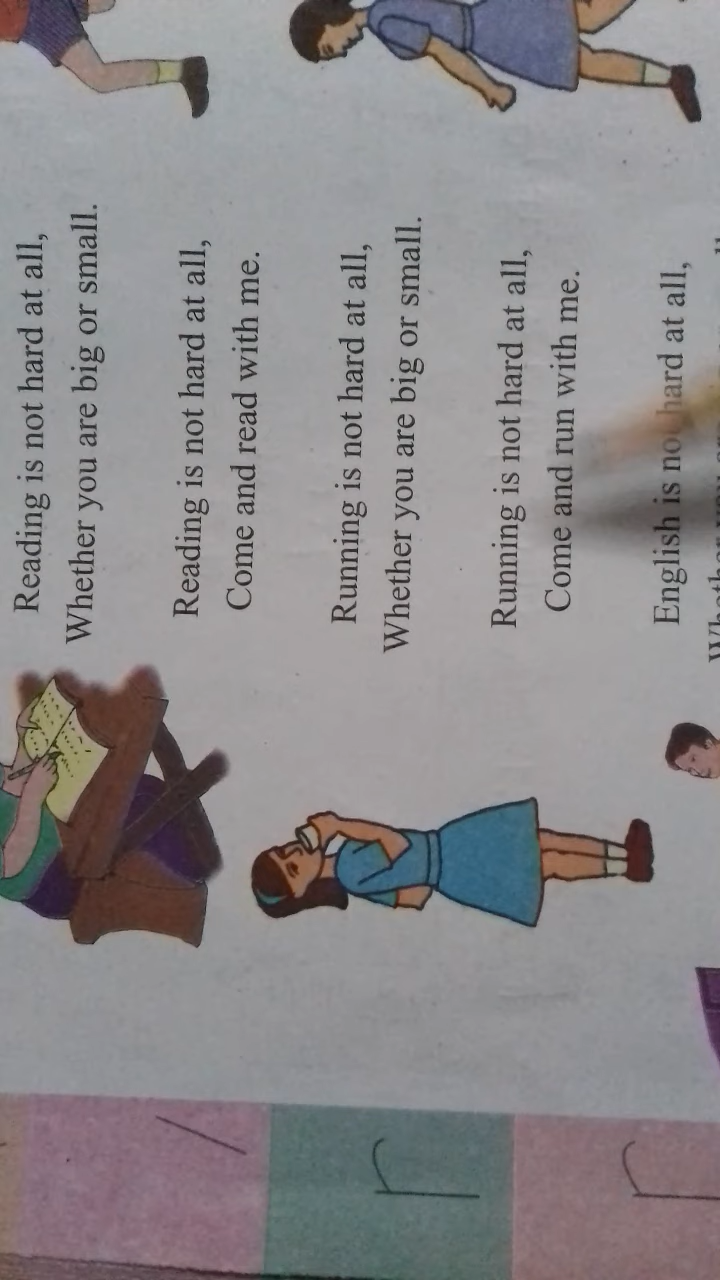 Reading is not hard at all,
Whether you are big or small.
Reading is not hard at all,
Come and read with me.
Running is not hard at all,
Whether you are big or small.
Running is not hard at all,
Come and run with me.
English is not hard at all,
r
r